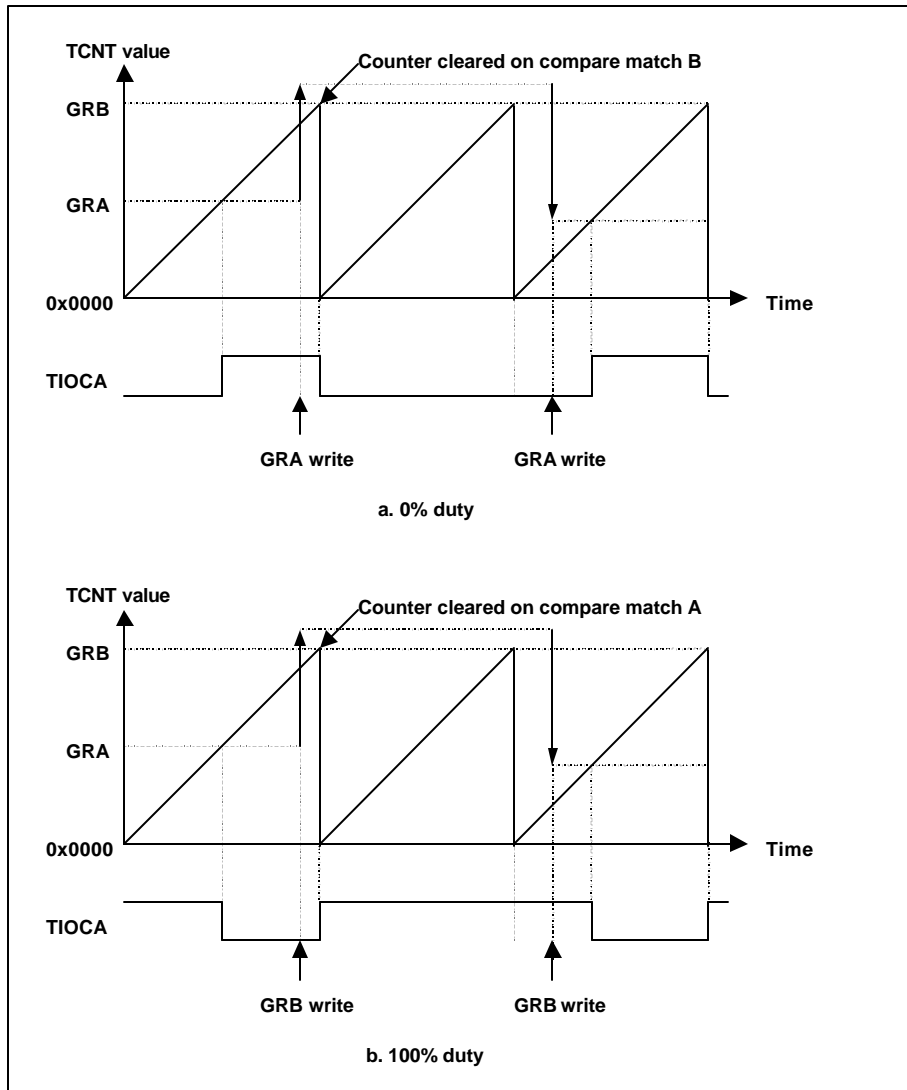 TCNT value
Counter cleared on compare match B
GRB
GRA
0x0000
Time
TIOCA
GRA write
GRA write
a. 0% duty
TCNT value
Counter cleared on compare match A
GRB
GRA
0x0000
Time
TIOCA
GRB write
GRB write
b. 100% duty